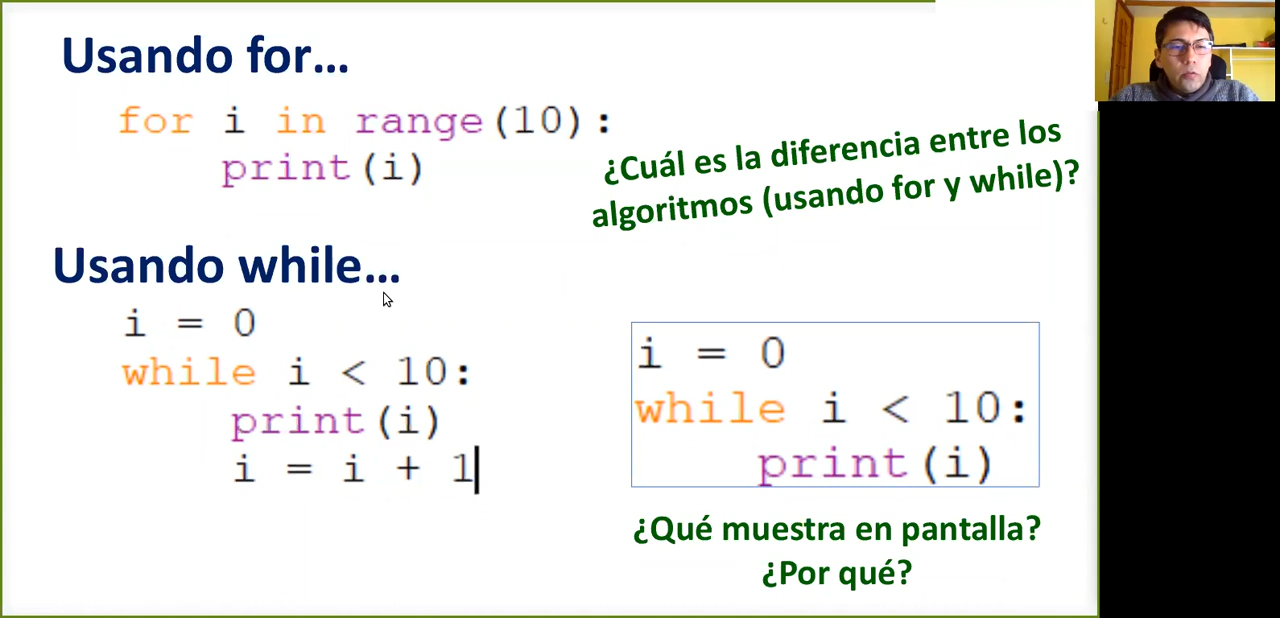 Usando for...
for i in range(10):
print(i)
¿Cuál es la diferencia entre los
algoritmos (usando for y while)?
Usando while...
i = 0
while i < 10:
print(i)
i = i + 1
i = 0
while i < 10:
print(i)
¿Qué muestra en pantalla?
¿Por qué?